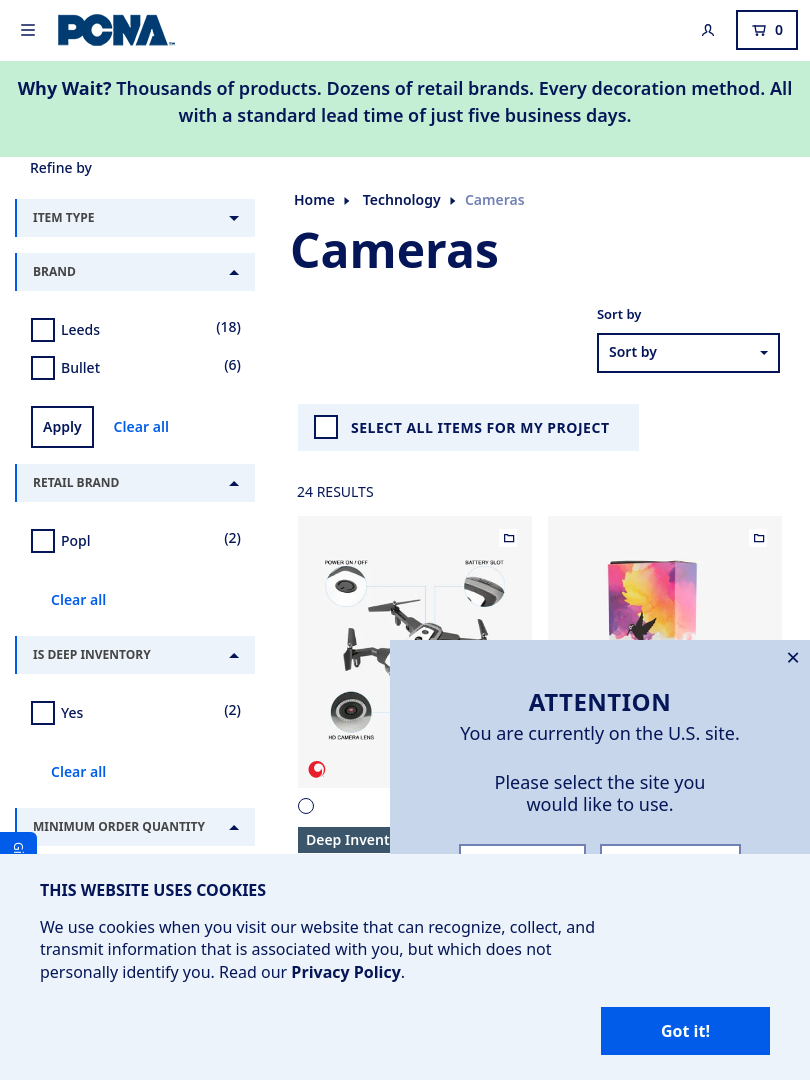 PCNA
0
Why Wait? Thousands of products. Dozens of retail brands. Every decoration method. All
with a standard lead time of just five business days.
Refine by
ITEM TYPE
BRAND
Leeds (18)
Bullet (6)
Apply Clear all
RETAIL BRAND
Popl (2)
Clear all
IS DEEP INVENTORY
Yes (2)
Clear all
MINIMUM ORDER QUANTITY
Home Technology Cameras
Cameras
Sort by
Sort by
SELECT ALL ITEMS FOR MY PROJECT
24 RESULTS
POWER ON / OFF
BATTERY SLOT
HD CAMERA LENS
ATTENTION
You are currently on the U.S. site.
Please select the site you
would like to use.
THIS WEBSITE USES COOKIES
We use cookies when you visit our website that can recognize, collect, and
transmit information that is associated with you, but which does not
personally identify you. Read our Privacy Policy.
Got it!